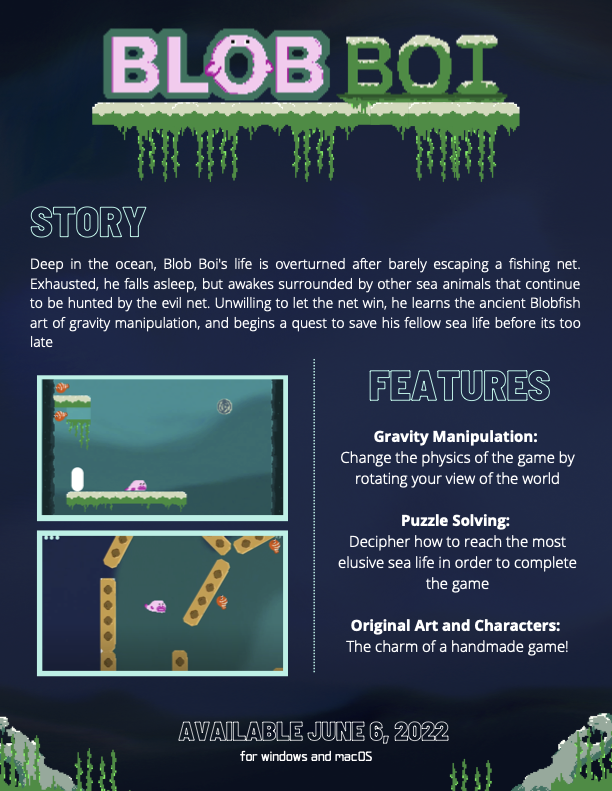 BLOB BOI
STORY
Deep in the ocean, Blob Boi's life is overturned after barely escaping a fishing net.
Exhausted, he falls asleep, but awakes surrounded by other sea animals that continue
to be hunted by the evil net. Unwilling to let the net win, he learns the ancient Blobfish
art of gravity manipulation, and begins a quest to save his fellow sea life before its too
late
FEATURES
Gravity Manipulation:
Change the physics of the game by
rotating your view of the world
Puzzle Solving:
Decipher how to reach the most
elusive sea life in order to complete
the game
Original Art and Characters:
The charm of a handmade game!
AVAILABLE JUNE 6, 2022
for windows and macOS